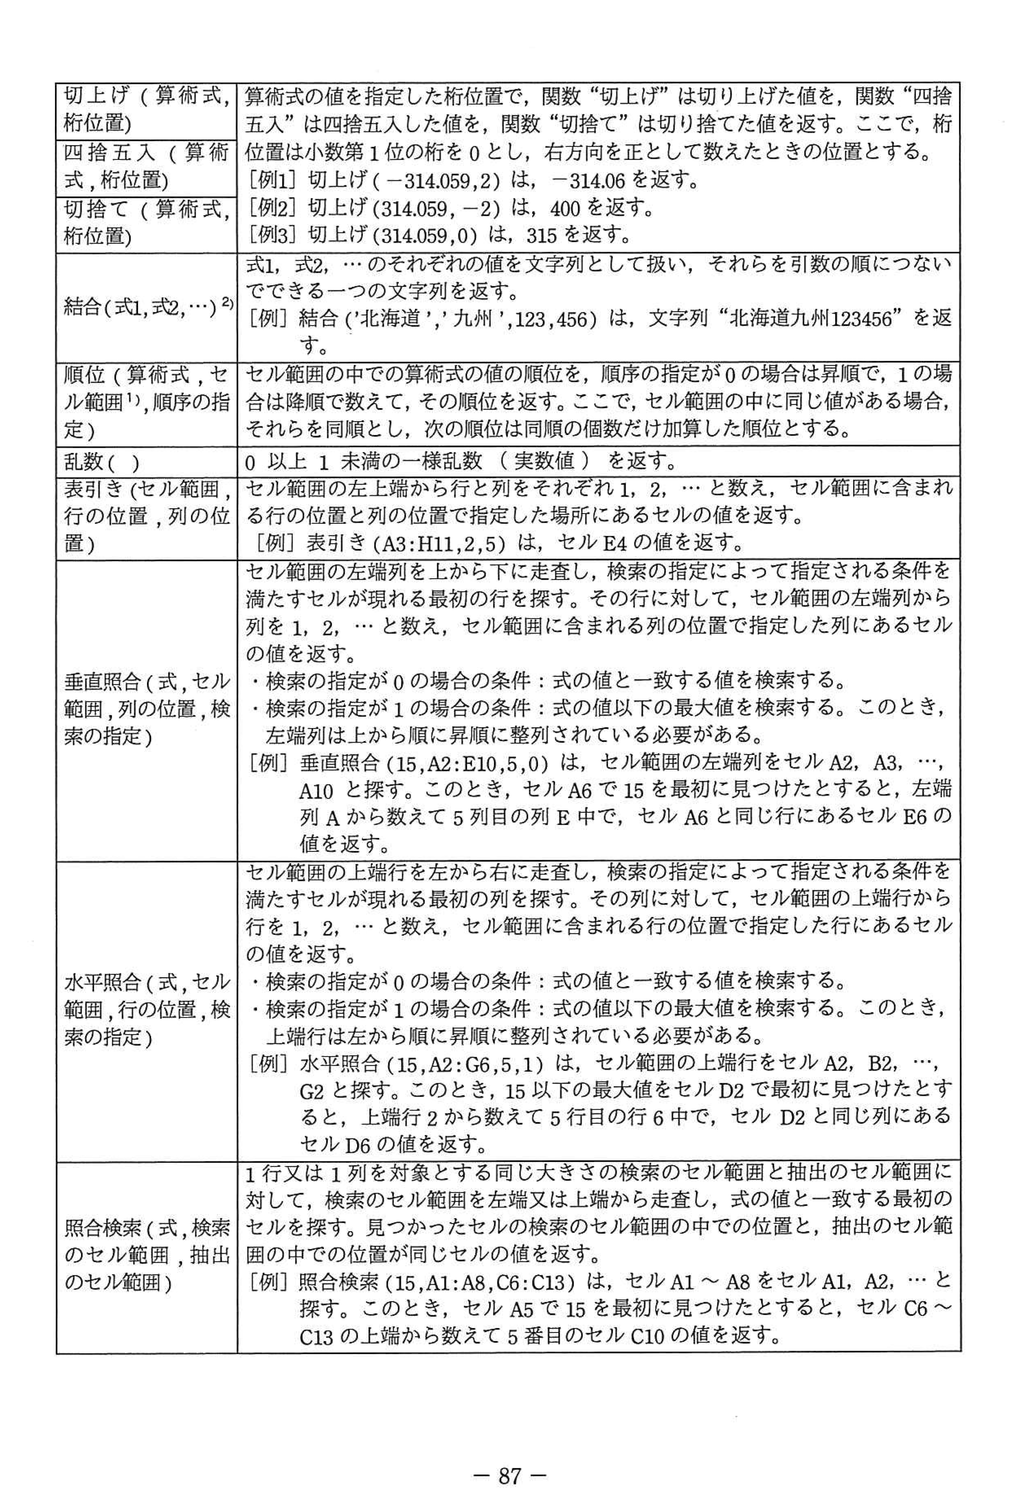 切上げ(算術式,
桁位置)
四捨五入(算術
式,桁位置)
切捨て(算術式,
桁位置)
算術式の値を指定した桁位置で，関数“切上げ”は切り上げた値を，関数“四捨
五入”は四捨五入した値を，関数“切捨て”は切り捨てた値を返す。ここで，桁
位置は小数第1位の桁を0とし，右方向を正として数えたときの位置とする。
［例1］切上げ(－314.059,2)は，－314.06を返す。
［例2］切上げ(314.059,－2)は，400を返す。
［例3］切上げ(314.059,0)は，315を返す。
結合(式1,式2,…)2)
式1，式2，…のそれぞれの値を文字列として扱い，それらを引数の順につない
でできる一つの文字列を返す。
［例］結合('北海道','九州',123,456)は，文字列“北海道九州123456”を返
す。
順位(算術式,セ
ル範囲1),順序の指
定)
セル範囲の中での算術式の値の順位を，順序の指定が0の場合は昇順で，1の場
合は降順で数えて，その順位を返す。ここで，セル範囲の中に同じ値がある場合，
それらを同順とし，次の順位は同順の個数だけ加算した順位とする。
乱数( )
0 以上 1 未満の一様乱数（実数値）を返す。
表引き(セル範囲,
行の位置,列の位
置)
セル範囲の左上端から行と列をそれぞれ1，2，…と数え，セル範囲に含まれ
る行の位置と列の位置で指定した場所にあるセルの値を返す。
［例］表引き(A3:H11,2,5)は，セルE4の値を返す。
垂直照合(式,セル
範囲,列の位置,検
索の指定)
セル範囲の左端列を上から下に走査し，検索の指定によって指定される条件を
満たすセルが現れる最初の行を探す。その行に対して，セル範囲の左端列から
列を1，2，…と数え，セル範囲に含まれる列の位置で指定した列にあるセル
の値を返す。
・検索の指定が0の場合の条件：式の値と一致する値を検索する。
・検索の指定が1の場合の条件：式の値以下の最大値を検索する。このとき，
左端列は上から順に昇順に整列されている必要がある。
［例］垂直照合(15,A2:E10,5,0)は，セル範囲の左端列をセルA2，A3，…，
A10と探す。このとき，セルA6で15を最初に見つけたとすると，左端
列Aから数えて5列目の列E中で，セルA6と同じ行にあるセルE6の
値を返す。
水平照合(式,セル
範囲,行の位置,検
索の指定)
セル範囲の上端行を左から右に走査し，検索の指定によって指定される条件を
満たすセルが現れる最初の列を探す。その列に対して，セル範囲の上端行から
行を1，2，…と数え，セル範囲に含まれる行の位置で指定した行にあるセル
の値を返す。
・検索の指定が0の場合の条件：式の値と一致する値を検索する。
・検索の指定が1の場合の条件：式の値以下の最大値を検索する。このとき，
上端行は左から順に昇順に整列されている必要がある。
［例］水平照合(15,A2:G6,5,1)は，セル範囲の上端行をセルA2，B2，…，
G2と探す。このとき，15以下の最大値をセルD2で最初に見つけたとす
ると，上端行2から数えて5行目の行6中で，セルD2と同じ列にある
セルD6の値を返す。
照合検索(式,検索
のセル範囲,抽出
のセル範囲)
1行又は1列を対象とする同じ大きさの検索のセル範囲と抽出のセル範囲に
対して，検索のセル範囲を左端又は上端から走査し，式の値と一致する最初の
セルを探す。見つかったセルの検索のセル範囲の中での位置と，抽出のセル範
囲の中での位置が同じセルの値を返す。
［例］照合検索(15,A1:A8,C6:C13)は，セルA1～A8をセルA1，A2，…と
探す。このとき，セルA5で15を最初に見つけたとすると，セルC6～
C13の上端から数えて5番目のセルC10の値を返す。
－ 87 －